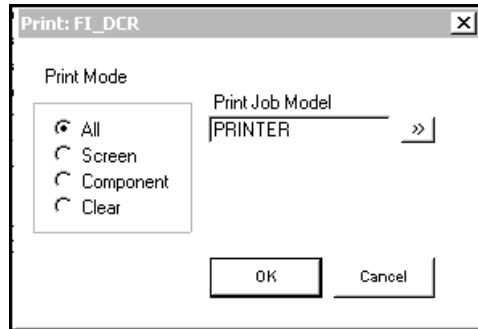 Print: FI_DCR
Print Mode
All
Screen
Component
Clear
Print Job Model
PRINTER
>>
OK
Cancel